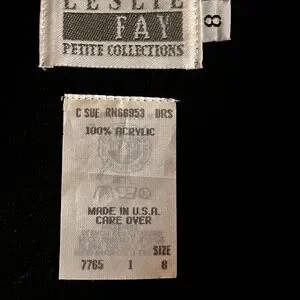 LESLIE
FAY
PETITE COLLECTIONS
8
C SUE RN66953 DRS
100% ACRYLIC
MADE IN U.S.A.
CARE OVER
SIZE
7765 1 8